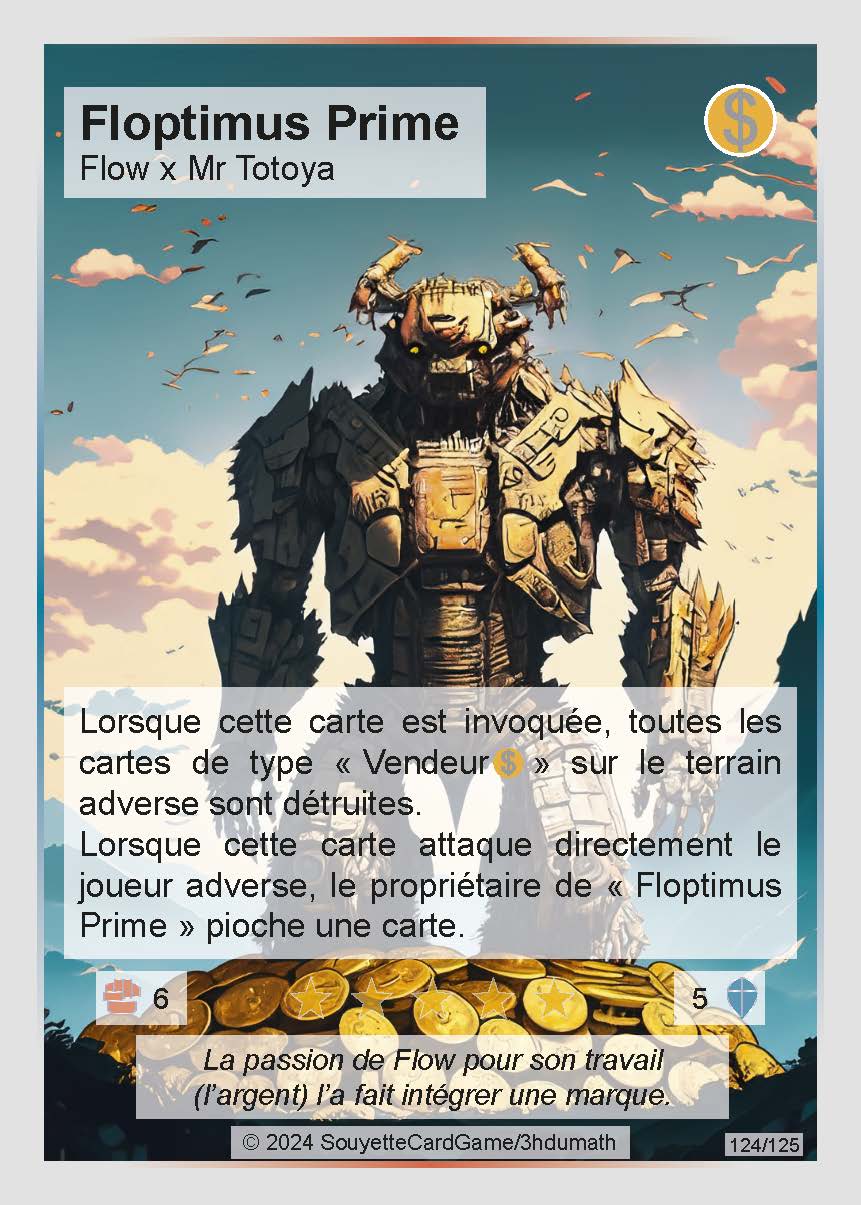 Floptimus Prime
$
Flow x Mr Totoya
Lorsque cette carte est invoquée, toutes les
cartes de type « Vendeur$ » sur le terrain
adverse sont détruites.
Lorsque cette carte attaque directement le
joueur adverse, le propriétaire de « Floptimus
Prime » pioche une carte.
6
5
La passion de Flow pour son travail
(l’argent) l’a fait intégrer une marque.
© 2024 SouyetteCardGame/3hdumath
124/125